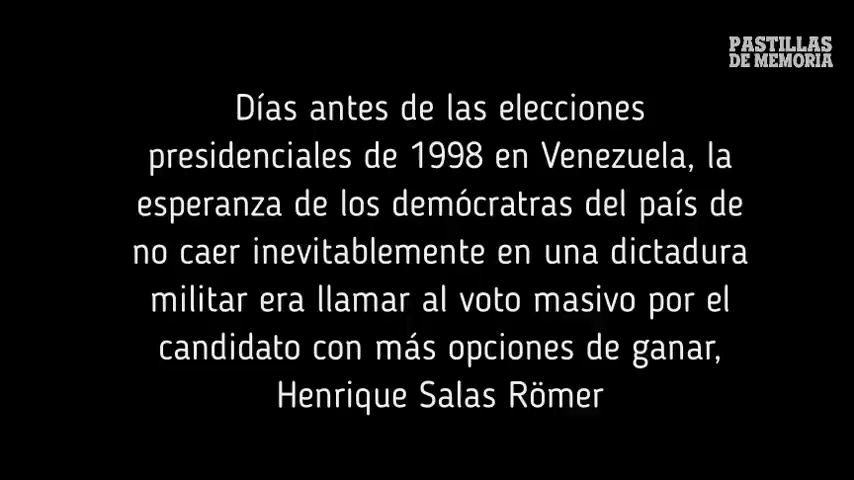 PASTILLAS
DE MEMORIA
Días antes de las elecciones
presidenciales de 1998 en Venezuela, la
esperanza de los demócratras del país de
no caer inevitablemente en una dictadura
militar era llamar al voto masivo por el
candidato con más opciones de ganar,
Henrique Salas Römer